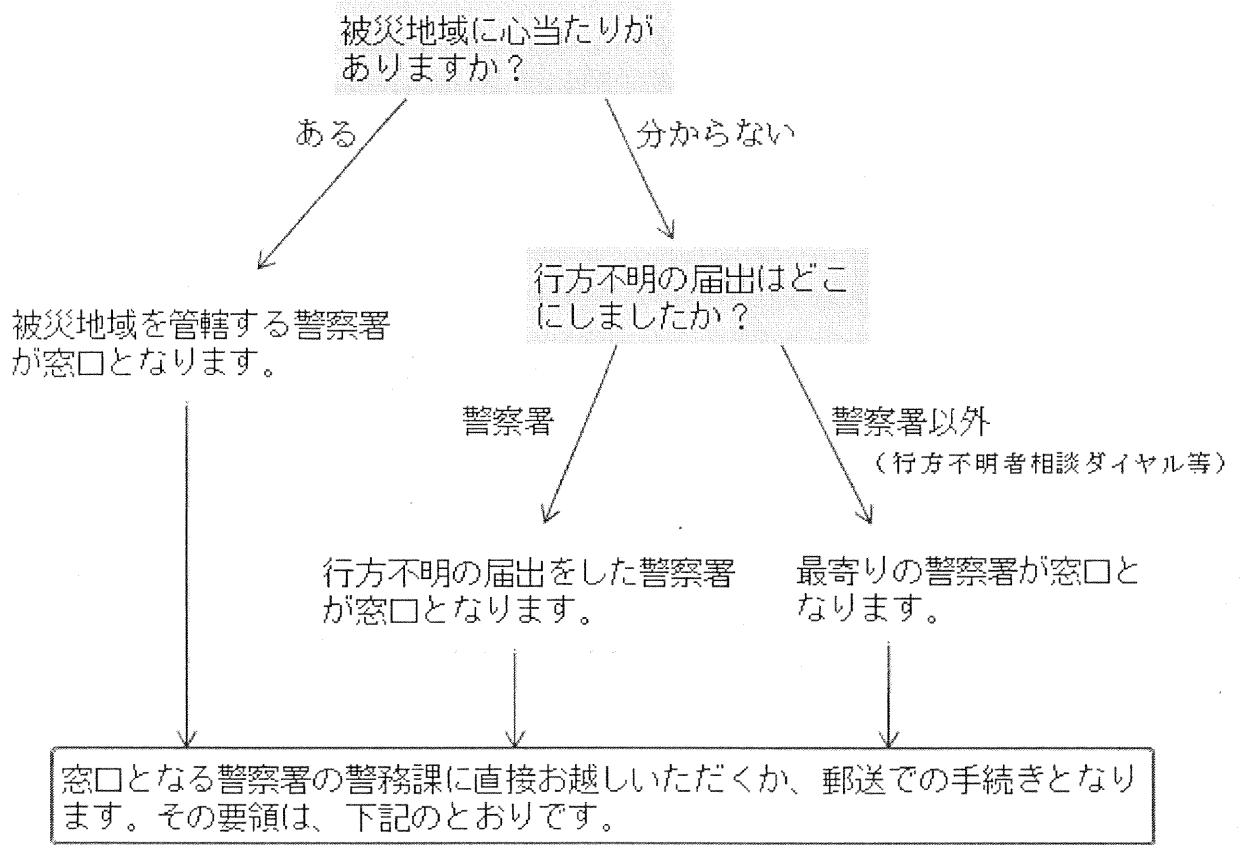 被災地域に心当たりが
ありますか？
ある
分からない
被災地域を管轄する警察署
が窓口となります。
行方不明の届出はどこ
にしましたか？
警察署
警察署以外
（行方不明者相談ダイヤル等）
行方不明の届出をした警察署
が窓口となります。
最寄りの警察署が窓口と
なります。
窓口となる警察署の警務課に直接お越しいただくか、郵送での手続きとなり
ます。その要領は、下記のとおりです。